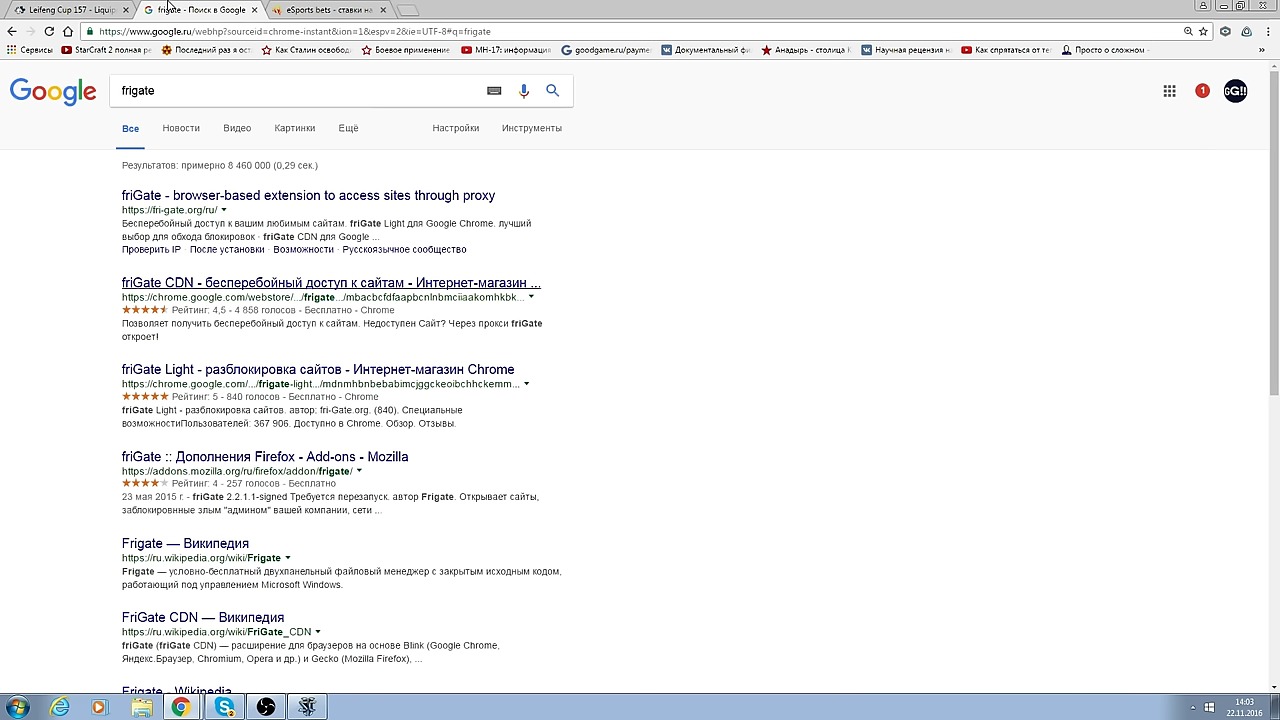 Leifeng Cup 157 - Liquip
frigate - Поиск в Google
eSports bets - ставки на
https://www.google.ru/webhp?sourceid=chrome-instant&ion=1&espv=2&ie=UTF-8#q=frigate
Сервисы
StarCraft 2 полная ре
Последний раз я ос
Как Сталин освобод
Боевое применение
МН-17: информация
goodgame.ru/paymen
Документальный фи
Анадырь - столица
Научная рецензия н
Как спрятаться от те
Просто о сложном -
»
Google
frigate
1
GG!!
Все
Новости
Видео
Картинки
Ещё
Настройки
Инструменты
Результатов: примерно 8 460 000 (0,29 сек.)
friGate - browser-based extension to access sites through proxy
https://fri-gate.org/ru/
Бесперебойный доступ к вашим любимым сайтам. friGate Light для Google Chrome. лучший
выбор для обхода блокировок · friGate CDN для Google ...
Проверить IP · После установки · Возможности · Русскоязычное сообщество
friGate CDN - бесперебойный доступ к сайтам - Интернет-магазин ...
https://chrome.google.com/webstore/.../frigate.../mbacbcfdfaapbcnlnbmciiaakomhkbk...
Рейтинг: 4,5 - 4 858 голосов - Бесплатно - Chrome
Позволяет получить бесперебойный доступ к сайтам. Недоступен Сайт? Через прокси friGate
откроет!
friGate Light - разблокировка сайтов - Интернет-магазин Chrome
https://chrome.google.com/.../frigate-light.../mdnmhbnbebabimcjggckeoibchhckemm...
Рейтинг: 5 - 840 голосов - Бесплатно - Chrome
friGate Light - разблокировка сайтов. автор: fri-Gate.org. (840). Специальные
возможностиПользователей: 367 906. Доступно в Chrome. Обзор. Отзывы.
friGate :: Дополнения Firefox - Add-ons - Mozilla
https://addons.mozilla.org/ru/firefox/addon/frigate/
Рейтинг: 4 - 257 голосов - Бесплатно
23 мая 2015 г. - friGate 2.2.1.1-signed Требуется перезапуск. автор Frigate. Открывает сайты,
заблокировнные злым "админом" вашей компании, сети ...
Frigate — Википедия
https://ru.wikipedia.org/wiki/Frigate
Frigate — условно-бесплатный двухпанельный файловый менеджер с закрытым исходным кодом,
работающий под управлением Microsoft Windows.
FriGate CDN — Википедия
https://ru.wikipedia.org/wiki/FriGate_CDN
friGate (friGate CDN) — расширение для браузеров на основе Blink (Google Chrome,
Яндекс.Браузер, Chromium, Opera и др.) и Gecko (Mozilla Firefox), ...
Frigate - Wikipedia
14:03
22.11.2016